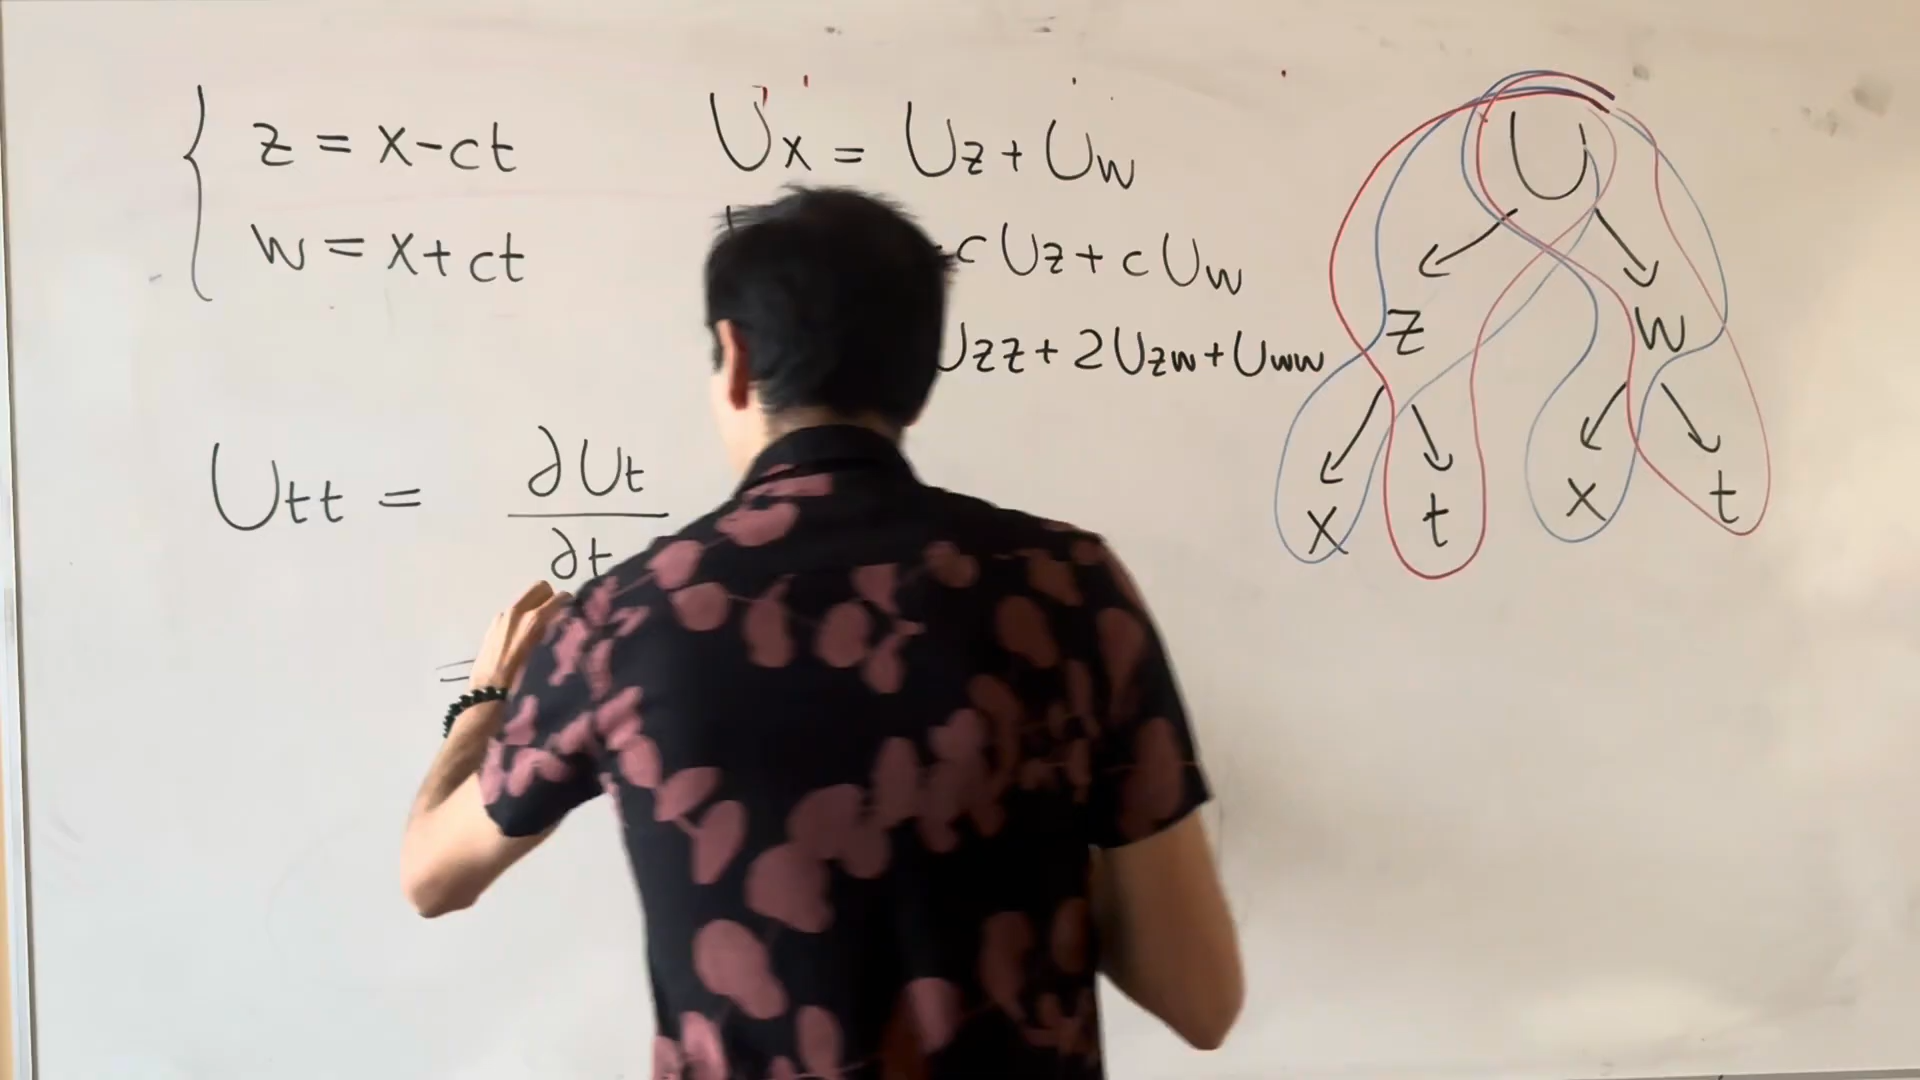 z = x-ct
w = x+ct
Ux = Uz + Uw
cUz + cUw
Uzz + 2Uzw + Uww
Utt = ∂Ut
∂t
=
U
z w
x t x t